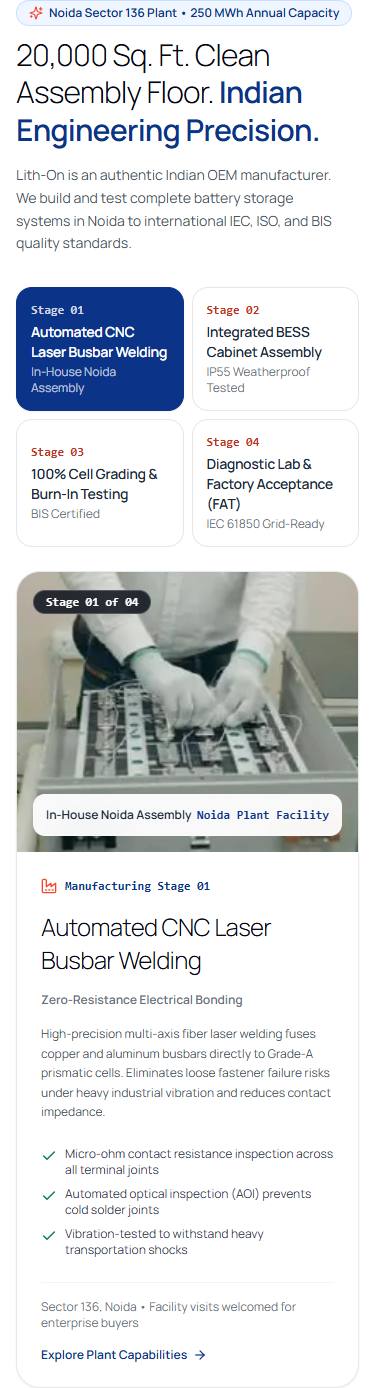 Noida Sector 136 Plant • 250 MWh Annual Capacity
20,000 Sq. Ft. Clean
Assembly Floor. Indian
Engineering Precision.
Lith-On is an authentic Indian OEM manufacturer.
We build and test complete battery storage
systems in Noida to international IEC, ISO, and BIS
quality standards.
Stage 01
Automated CNC
Laser Busbar Welding
In-House Noida
Assembly
Stage 02
Integrated BESS
Cabinet Assembly
IP55 Weatherproof
Tested
Stage 03
100% Cell Grading &
Burn-In Testing
BIS Certified
Stage 04
Diagnostic Lab &
Factory Acceptance
(FAT)
IEC 61850 Grid-Ready
Stage 01 of 04
In-House Noida Assembly Noida Plant Facility
Manufacturing Stage 01
Automated CNC Laser
Busbar Welding
Zero-Resistance Electrical Bonding
High-precision multi-axis fiber laser welding fuses
copper and aluminum busbars directly to Grade-A
prismatic cells. Eliminates loose fastener failure risks
under heavy industrial vibration and reduces contact
impedance.
Micro-ohm contact resistance inspection across
all terminal joints
Automated optical inspection (AOI) prevents
cold solder joints
Vibration-tested to withstand heavy
transportation shocks
Sector 136, Noida • Facility visits welcomed for
enterprise buyers
Explore Plant Capabilities →